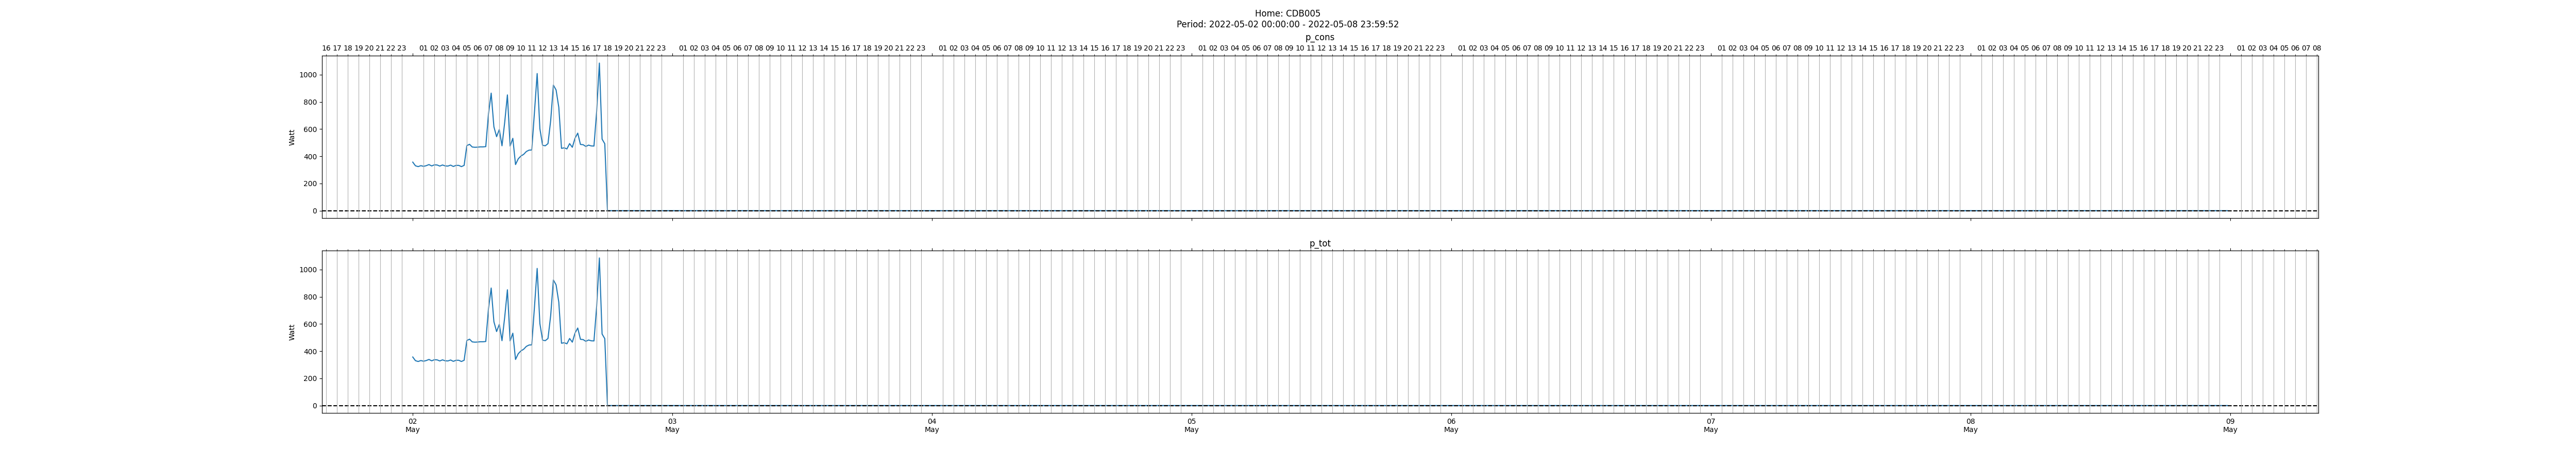 Home: CDB005
Period: 2022-05-02 00:00:00 - 2022-05-08 23:59:52
p_cons
16 17 18 19 20 21 22 23 01 02 03 04 05 06 07 08 09 10 11 12 13 14 15 16 17 18 19 20 21 22 23 01 02 03 04 05 06 07 08 09 10 11 12 13 14 15 16 17 18 19 20 21 22 23 01 02 03 04 05 06 07 08 09 10 11 12 13 14 15 16 17 18 19 20 21 22 23 01 02 03 04 05 06 07 08 09 10 11 12 13 14 15 16 17 18 19 20 21 22 23 01 02 03 04 05 06 07 08 09 10 11 12 13 14 15 16 17 18 19 20 21 22 23 01 02 03 04 05 06 07 08 09 10 11 12 13 14 15 16 17 18 19 20 21 22 23 01 02 03 04 05 06 07 08 09 10 11 12 13 14 15 16 17 18 19 20 21 22 23 01 02 03 04 05 06 07 08
1000
800
600
400
200
0
Watt
p_tot
1000
800
600
400
200
0
Watt
02 03 04 05 06 07 08 09
May May May May May May May May